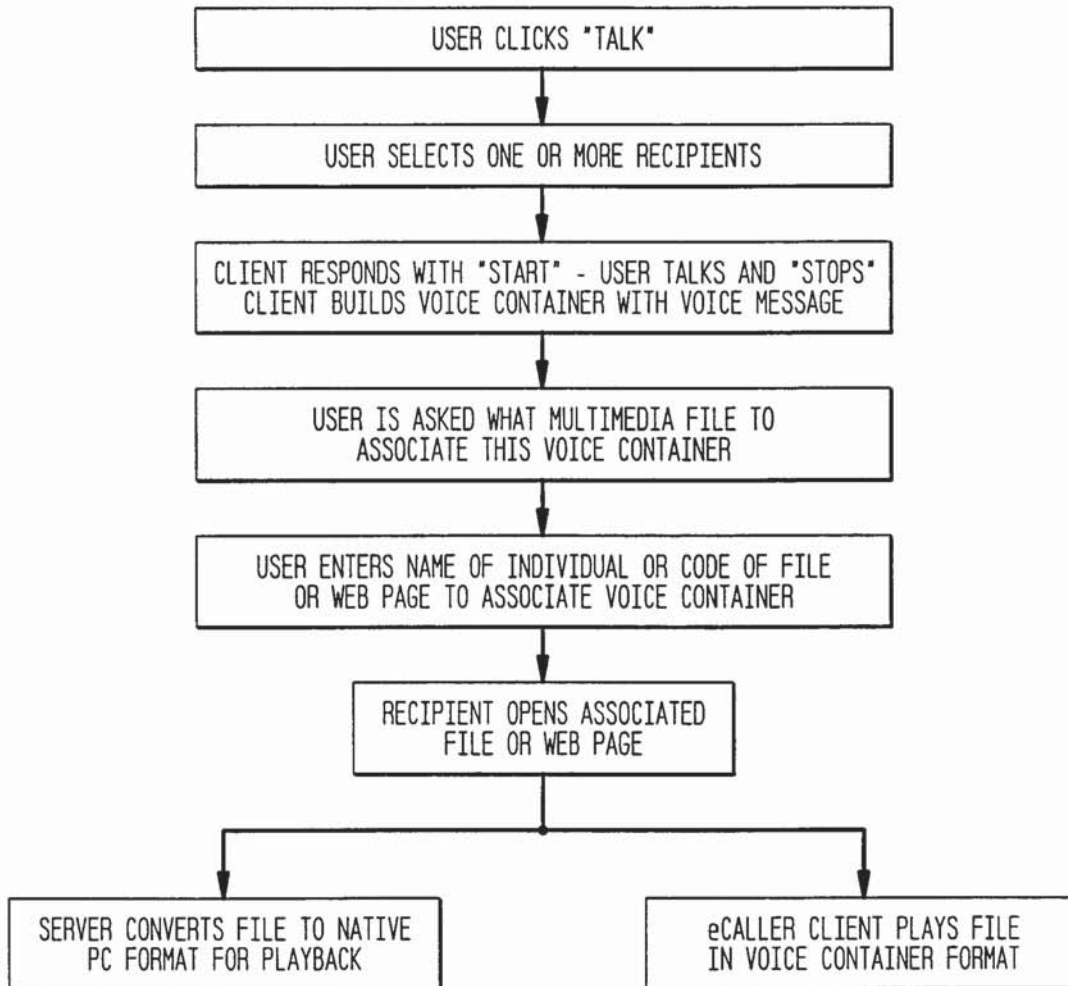 USER CLICKS "TALK"
USER SELECTS ONE OR MORE RECIPIENTS
CLIENT RESPONDS WITH "START" - USER TALKS AND "STOPS"
CLIENT BUILDS VOICE CONTAINER WITH VOICE MESSAGE
USER IS ASKED WHAT MULTIMEDIA FILE TO
ASSOCIATE THIS VOICE CONTAINER
USER ENTERS NAME OF INDIVIDUAL OR CODE OF FILE
OR WEB PAGE TO ASSOCIATE VOICE CONTAINER
RECIPIENT OPENS ASSOCIATED
FILE OR WEB PAGE
SERVER CONVERTS FILE TO NATIVE
PC FORMAT FOR PLAYBACK
eCALLER CLIENT PLAYS FILE
IN VOICE CONTAINER FORMAT